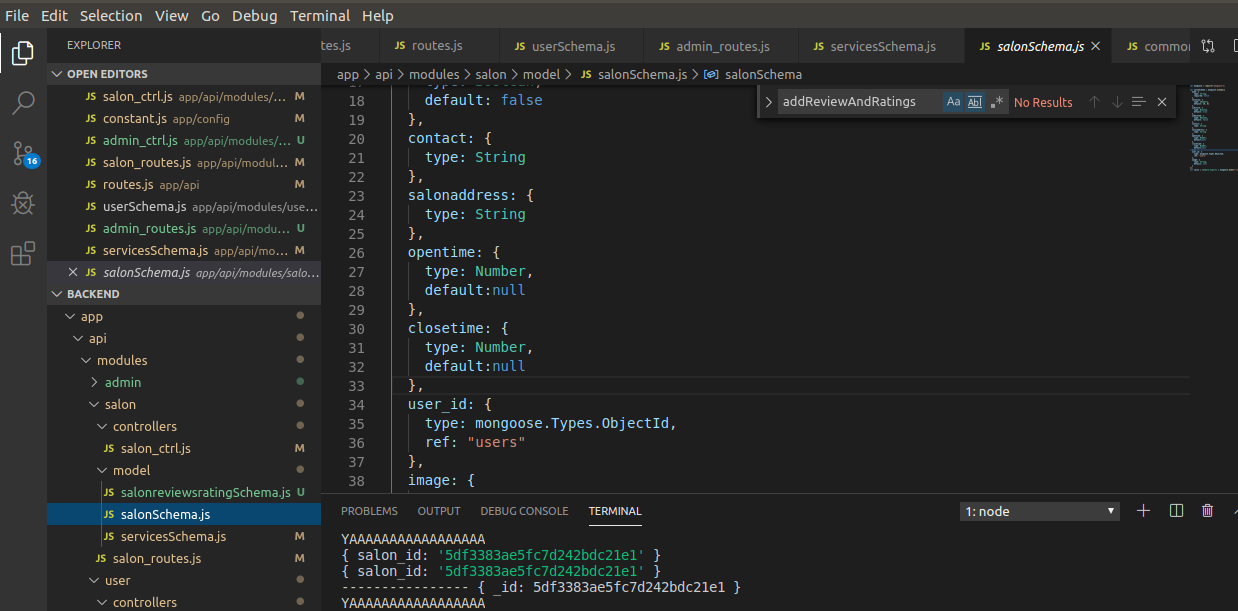 File Edit Selection View Go Debug Terminal Help
EXPLORER
tes.js
JS routes.js
JS userSchema.js
JS admin_routes.js
JS servicesSchema.js
JS salonSchema.js
JS commo
OPEN EDITORS
JS salon_ctrl.js app/api/modules/... M
JS constant.js app/config M
JS admin_ctrl.js app/api/modules/... U
JS salon_routes.js app/api/modul... M
JS routes.js app/api M
JS userSchema.js app/api/modules/use...
JS admin_routes.js app/api/modu... U
JS servicesSchema.js app/api/mo... M
JS salonSchema.js app/api/modules/salo...
16
BACKEND
app
api
modules
admin
salon
controllers
JS salon_ctrl.js M
model
JS salonreviewsratingSchema.js U
JS salonSchema.js
JS servicesSchema.js M
JS salon_routes.js M
user
controllers
app > api > modules > salon > model > JS salonSchema.js > salonSchema
addReviewAndRatings Aa Abl .* No Results
18 default: false
19 },
20 contact: {
21 type: String
22 },
23 salonaddress: {
24 type: String
25 },
26 opentime: {
27 type: Number,
28 default:null
29 },
30 closetime: {
31 type: Number,
32 default:null
33 },
34 user_id: {
35 type: mongoose.Types.ObjectId,
36 ref: "users"
37 },
38 image: {
PROBLEMS OUTPUT DEBUG CONSOLE TERMINAL
1: node
YAAAAAAAAAAAAAAAAA
{ salon_id: '5df3383ae5fc7d242bdc21e1' }
{ salon_id: '5df3383ae5fc7d242bdc21e1' }
---------------- { _id: 5df3383ae5fc7d242bdc21e1 }
YAAAAAAAAAAAAAAAAA